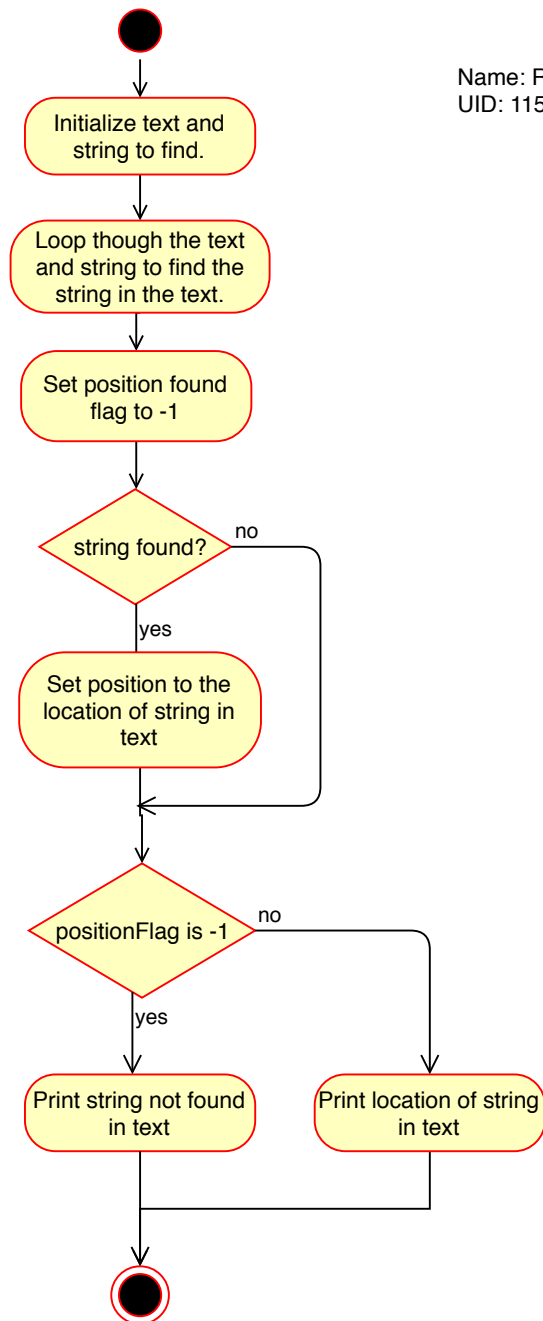 Name:
UID: 115
Initialize text and
string to find.
Loop though the text
and string to find the
string in the text.
Set position found
flag to -1
string found?
no
yes
Set position to the
location of string in
text
positionFlag is -1
no
yes
Print string not found
in text
Print location of string
in text